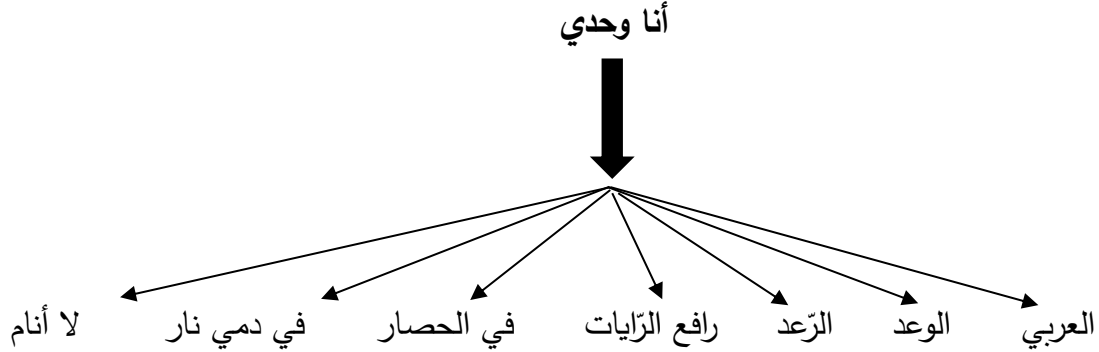 أنا وحدي
العربي الوعد الرّعد رافع الرّايات في الحصار في دمي نار لا أنام